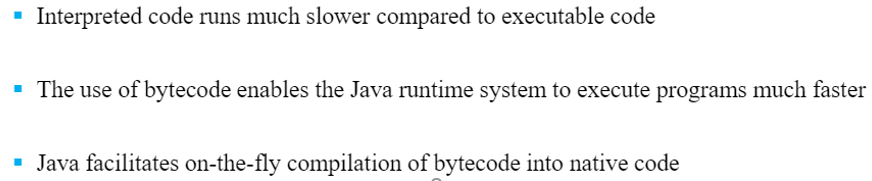 ▪ Interpreted code runs much slower compared to executable code
▪ The use of bytecode enables the Java runtime system to execute programs much faster
▪ Java facilitates on-the-fly compilation of bytecode into native code